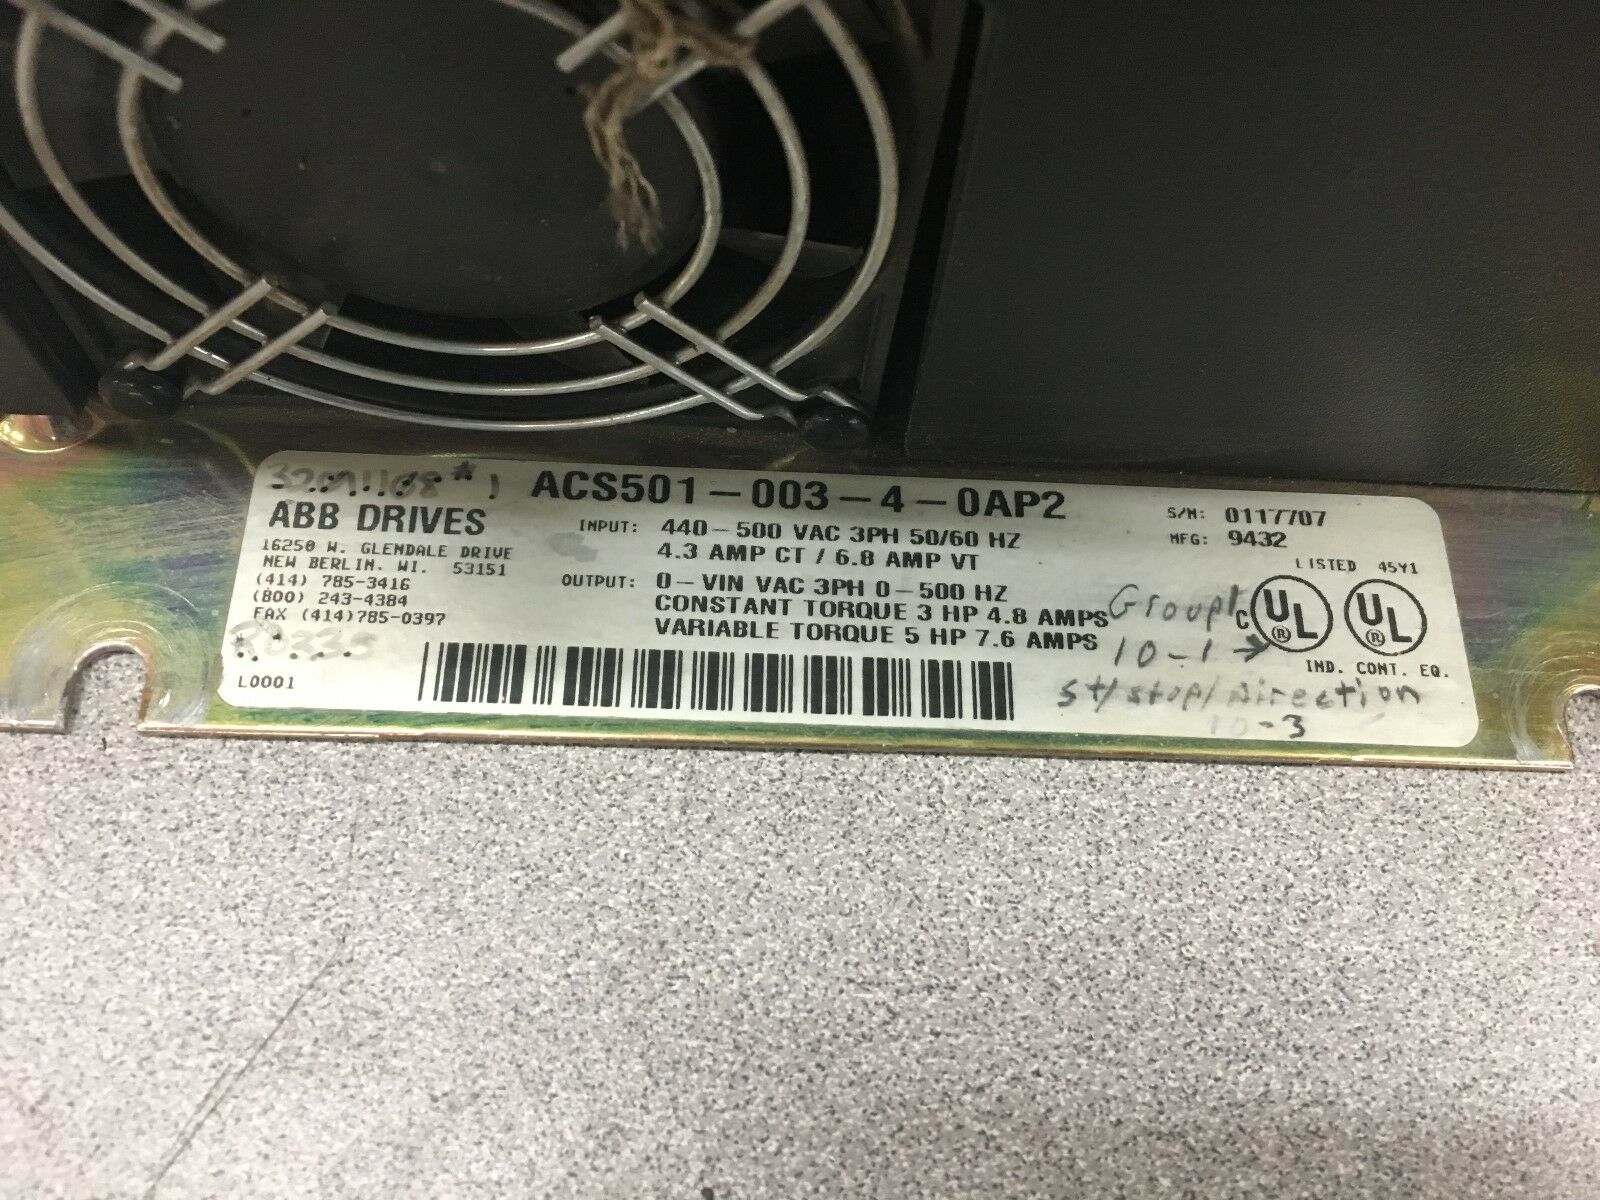 ACS501-003-4-0AP2
ABB DRIVES
16250 W. GLENDALE DRIVE
NEW BERLIN. WI. 53151
(414) 785-3416
(800) 243-4384
FAX (414)785-0397
L0001
INPUT: 440-500 VAC 3PH 50/60 HZ
4.3 AMP CT / 6.8 AMP VT
OUTPUT: 0-VIN VAC 3PH 0-500 HZ
CONSTANT TORQUE 3 HP 4.8 AMPS
VARIABLE TORQUE 5 HP 7.6 AMPS
S/N: 0117707
MFG: 9432
LISTED 45Y1
C UL ® UL ®
IND. CONT. EQ.
Group
10-1 →
st/stop/Direction
10-3